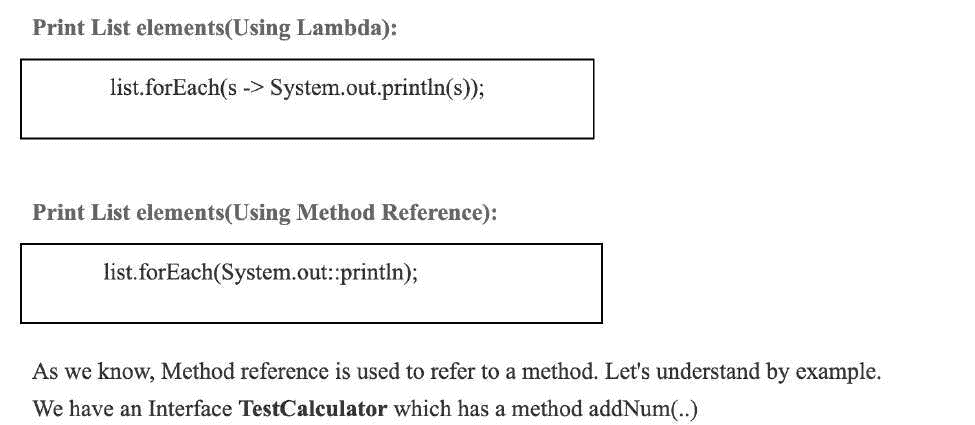 Print List elements(Using Lambda):
list.forEach(s -> System.out.println(s));
Print List elements(Using Method Reference):
list.forEach(System.out::println);
As we know, Method reference is used to refer to a method. Let's understand by example.
We have an Interface TestCalculator which has a method addNum(..)